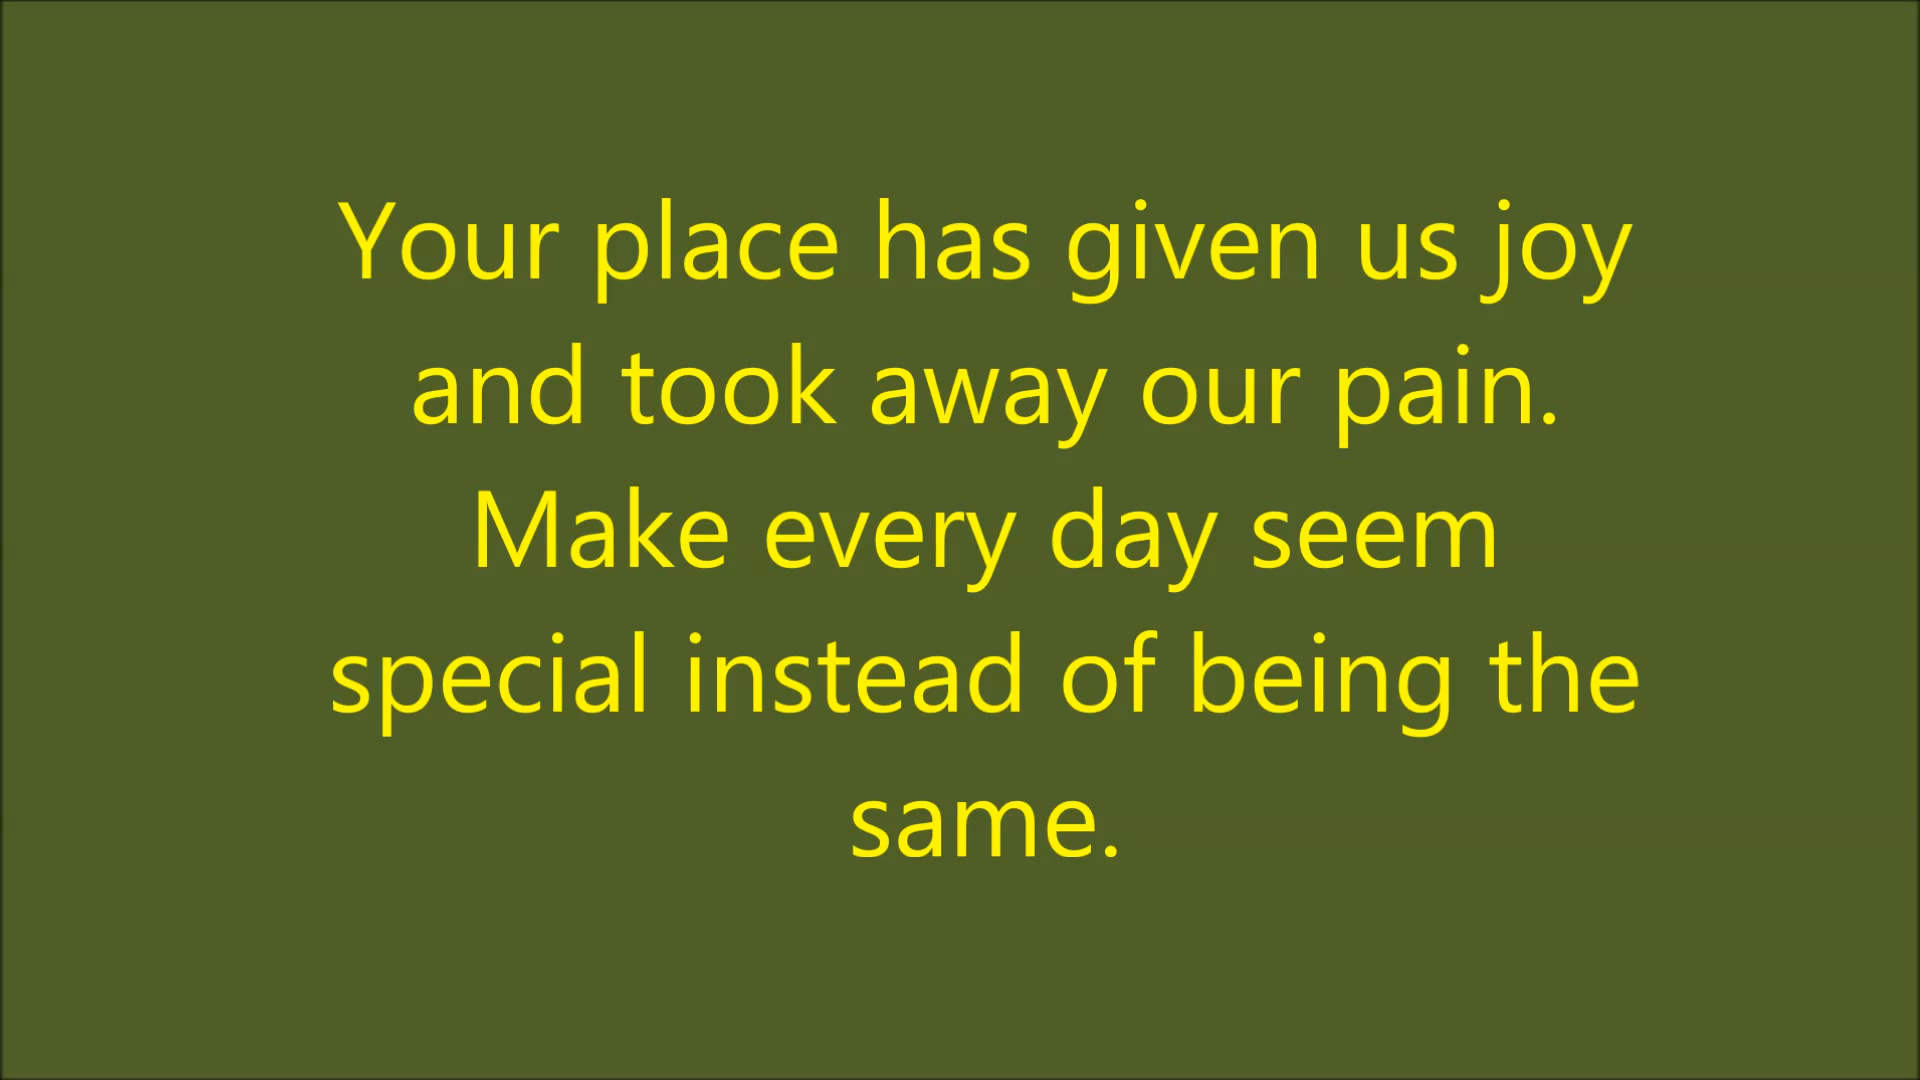 Your place has given us joy
and took away our pain.
Make every day seem
special instead of being the
same.